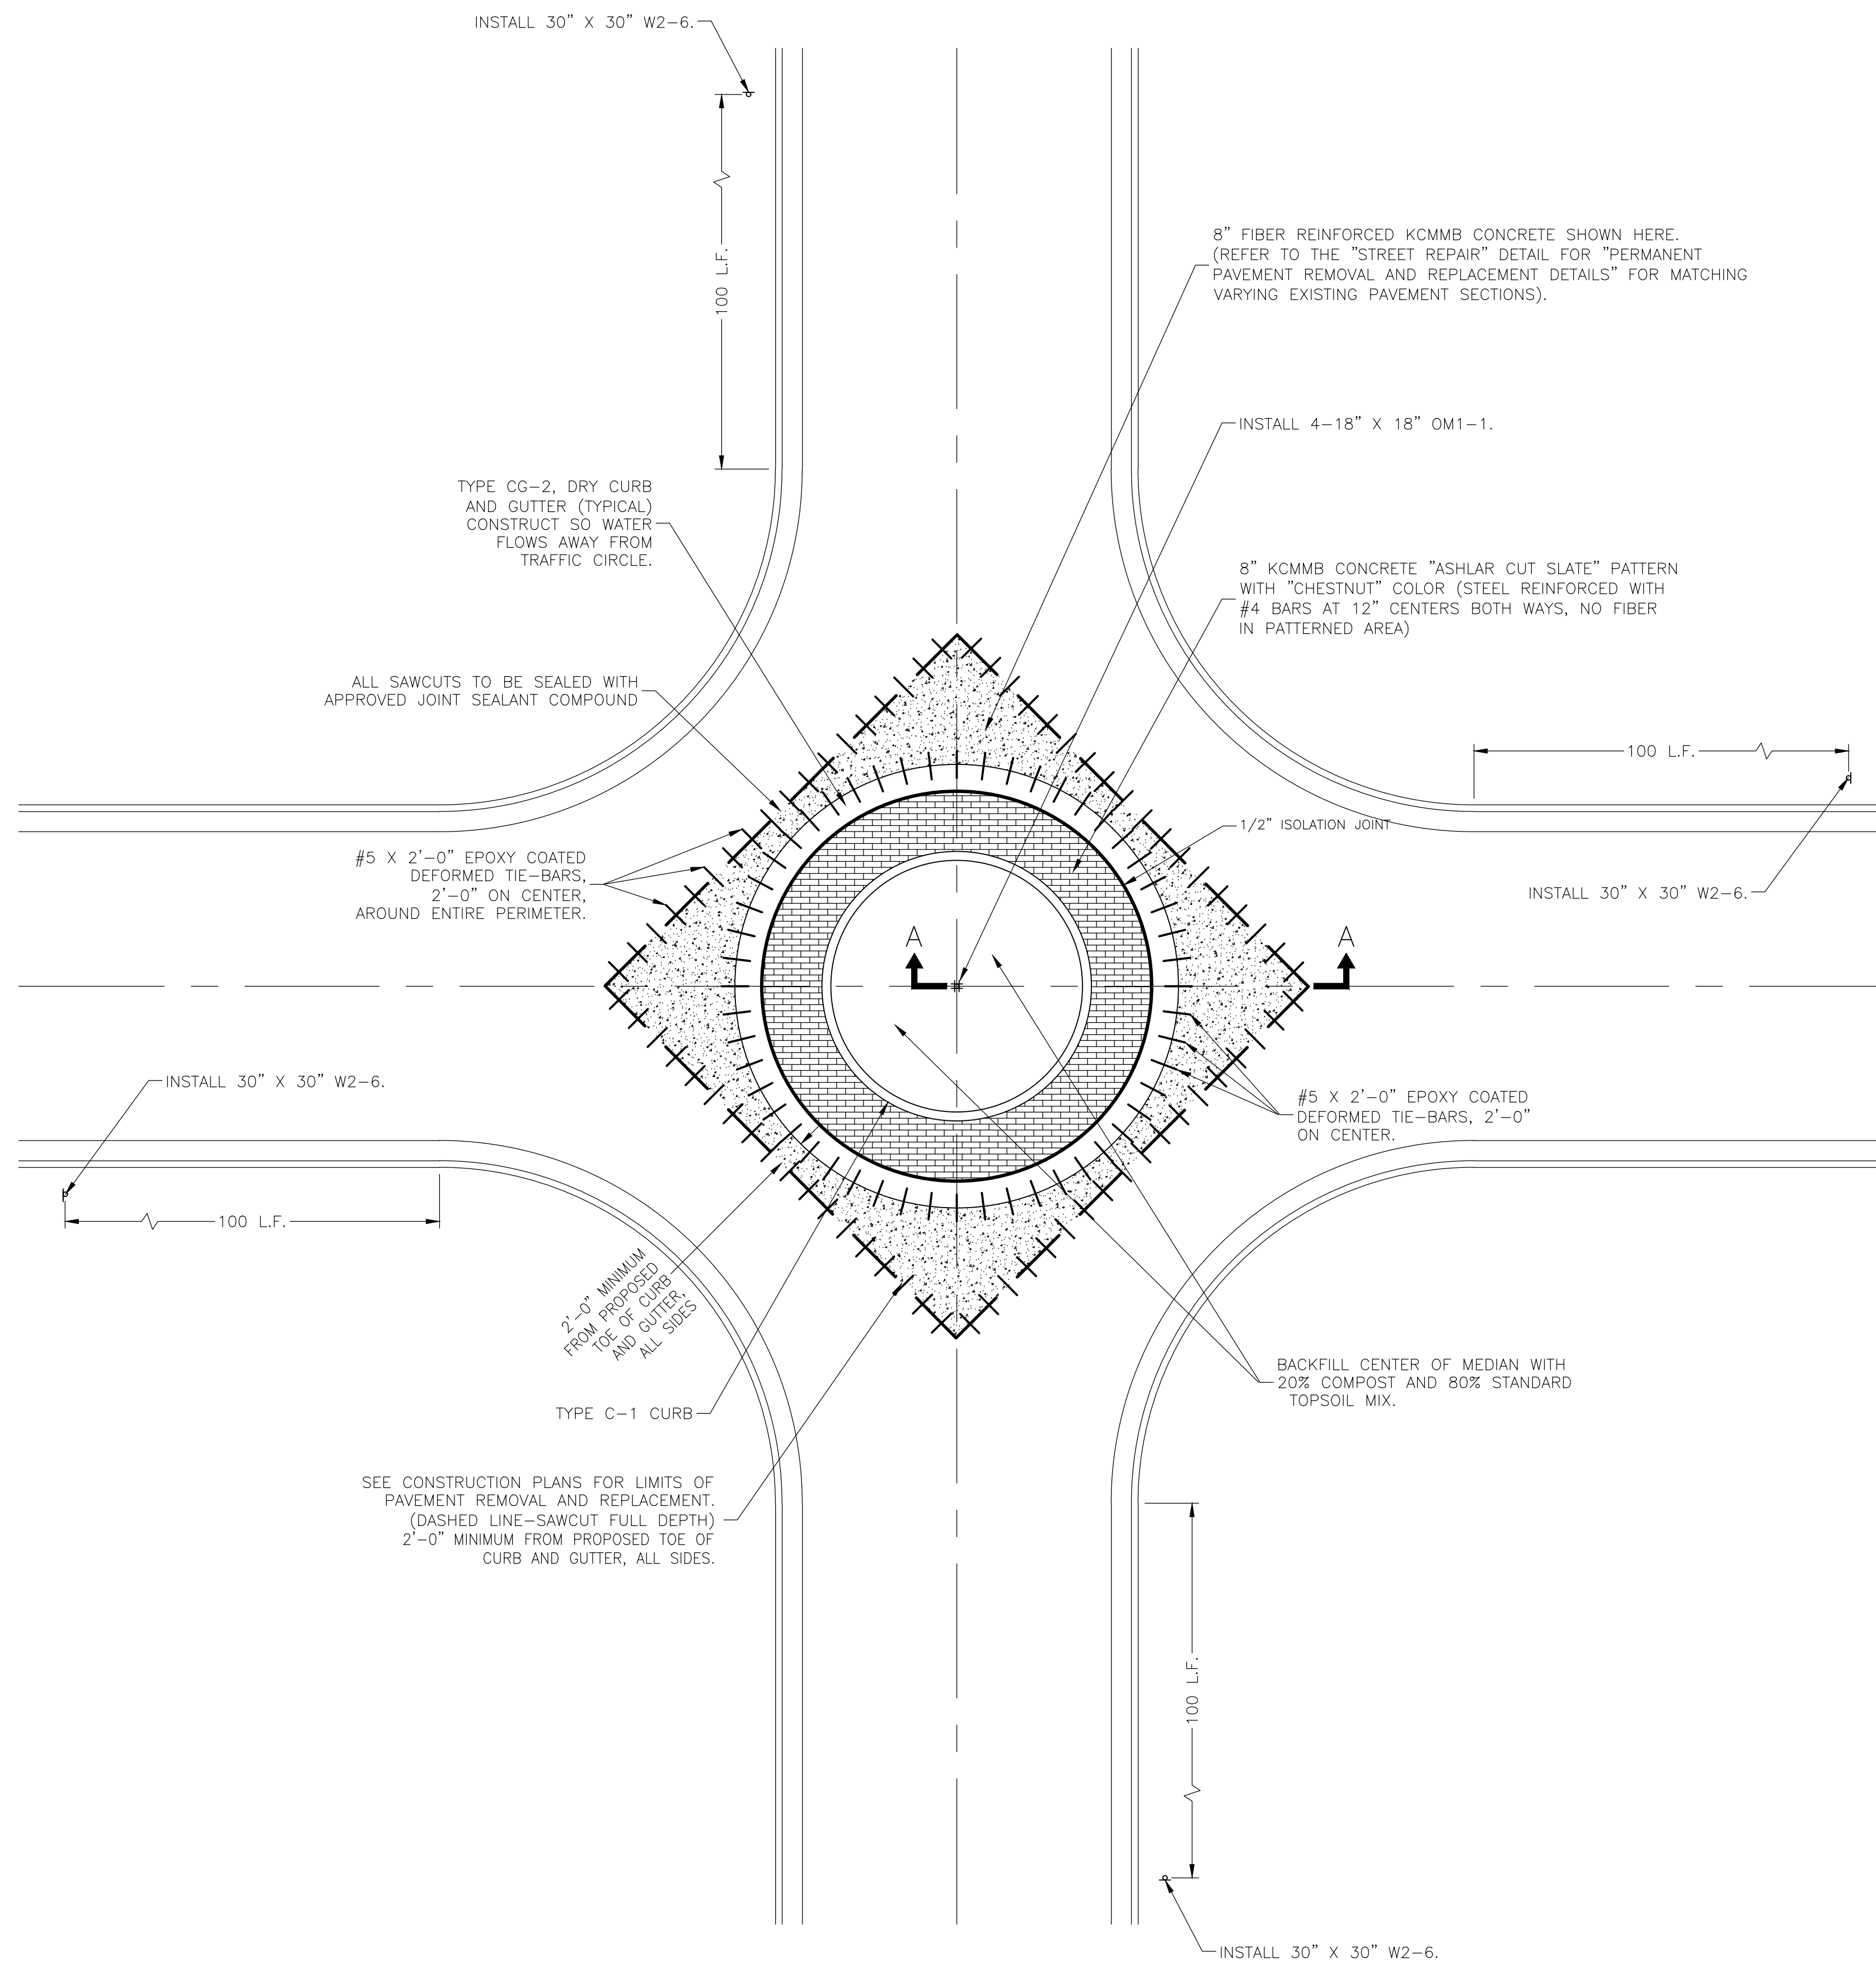 INSTALL 30” X 30” W2-6.
100 L.F.
8” FIBER REINFORCED KCMMB CONCRETE SHOWN HERE.
(REFER TO THE ”STREET REPAIR” DETAIL FOR ”PERMANENT
PAVEMENT REMOVAL AND REPLACEMENT DETAILS” FOR MATCHING
VARYING EXISTING PAVEMENT SECTIONS).
INSTALL 4-18” X 18” OM1-1.
TYPE CG-2, DRY CURB
AND GUTTER (TYPICAL)
CONSTRUCT SO WATER
FLOWS AWAY FROM
TRAFFIC CIRCLE.
8” KCMMB CONCRETE ”ASHLAR CUT SLATE” PATTERN
WITH ”CHESTNUT” COLOR (STEEL REINFORCED WITH
#4 BARS AT 12” CENTERS BOTH WAYS, NO FIBER
IN PATTERNED AREA)
ALL SAWCUTS TO BE SEALED WITH
APPROVED JOINT SEALANT COMPOUND
100 L.F.
1/2” ISOLATION JOINT
#5 X 2'-0” EPOXY COATED
DEFORMED TIE-BARS,
2'-0” ON CENTER,
AROUND ENTIRE PERIMETER.
INSTALL 30” X 30” W2-6.
A
A
INSTALL 30” X 30” W2-6.
#5 X 2'-0” EPOXY COATED
DEFORMED TIE-BARS, 2'-0”
ON CENTER.
100 L.F.
2'-0” MINIMUM
FROM PROPOSED
TOE OF CURB
AND GUTTER,
ALL SIDES
BACKFILL CENTER OF MEDIAN WITH
20% COMPOST AND 80% STANDARD
TOPSOIL MIX.
TYPE C-1 CURB
SEE CONSTRUCTION PLANS FOR LIMITS OF
PAVEMENT REMOVAL AND REPLACEMENT.
(DASHED LINE-SAWCUT FULL DEPTH)
2'-0” MINIMUM FROM PROPOSED TOE OF
CURB AND GUTTER, ALL SIDES.
100 L.F.
INSTALL 30” X 30” W2-6.